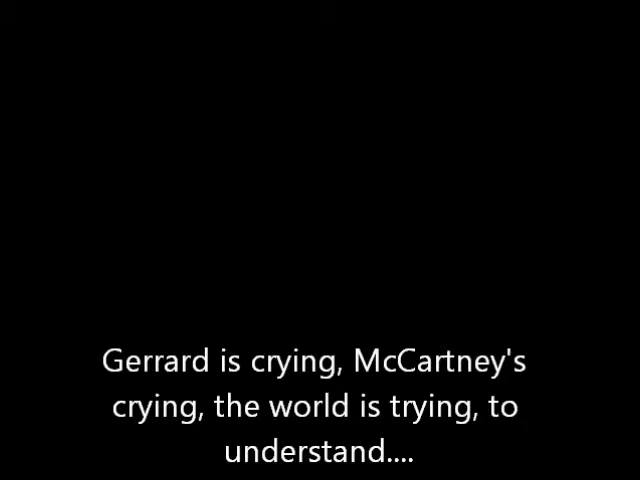 Gerrard is crying, McCartney's
crying, the world is trying, to
understand....